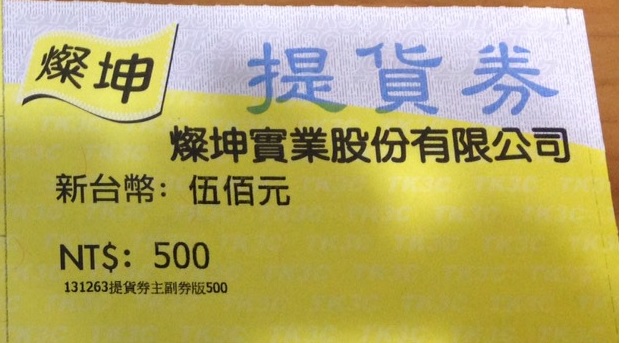 燦坤
提貨券
燦坤實業股份有限公司
新台幣：伍佰元
NT$：500
131263提貨券主副券版500